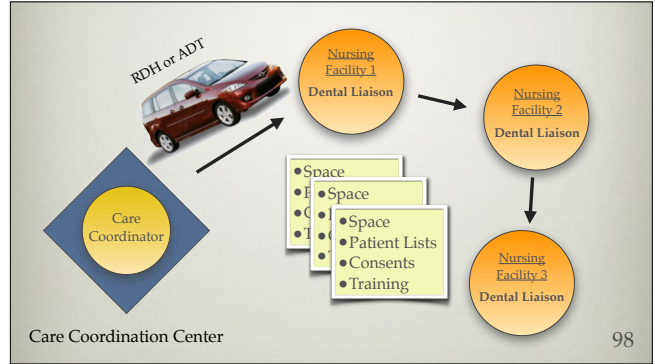 RDH or ADT
Nursing
Facility 1
Dental Liaison
Nursing
Facility 2
Dental Liaison
Space
Space
Space
Patient Lists
Consents
Training
Care
Coordinator
Nursing
Facility 3
Dental Liaison
Care Coordination Center
98